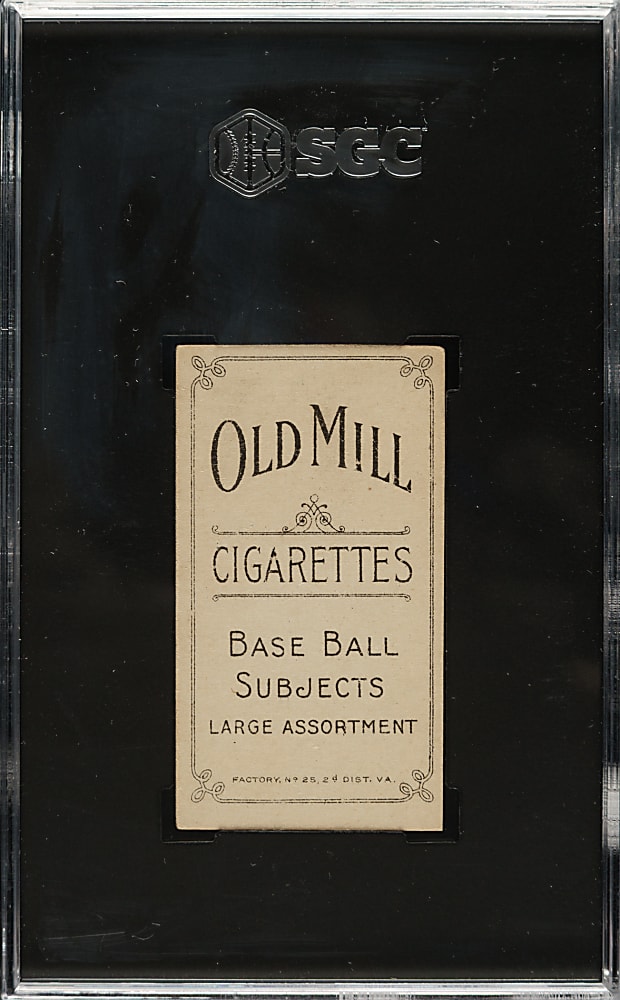 SGC
OLD MILL
CIGARETTES
BASE BALL
SUBJECTS
LARGE ASSORTMENT
FACTORY, Nº 25, 2d DIST. VA.